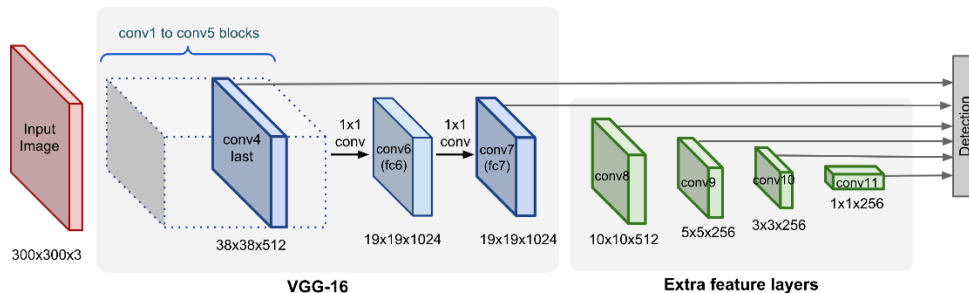 conv1 to conv5 blocks
Input
Image
conv4
last
1x1
conv
conv6
(fc6)
1x1
conv
conv7
(fc7)
conv8
conv9
conv10
conv11
Detection
300x300x3
38x38x512
19x19x1024
19x19x1024
10x10x512
5x5x256
3x3x256
1x1x256
VGG-16
Extra feature layers